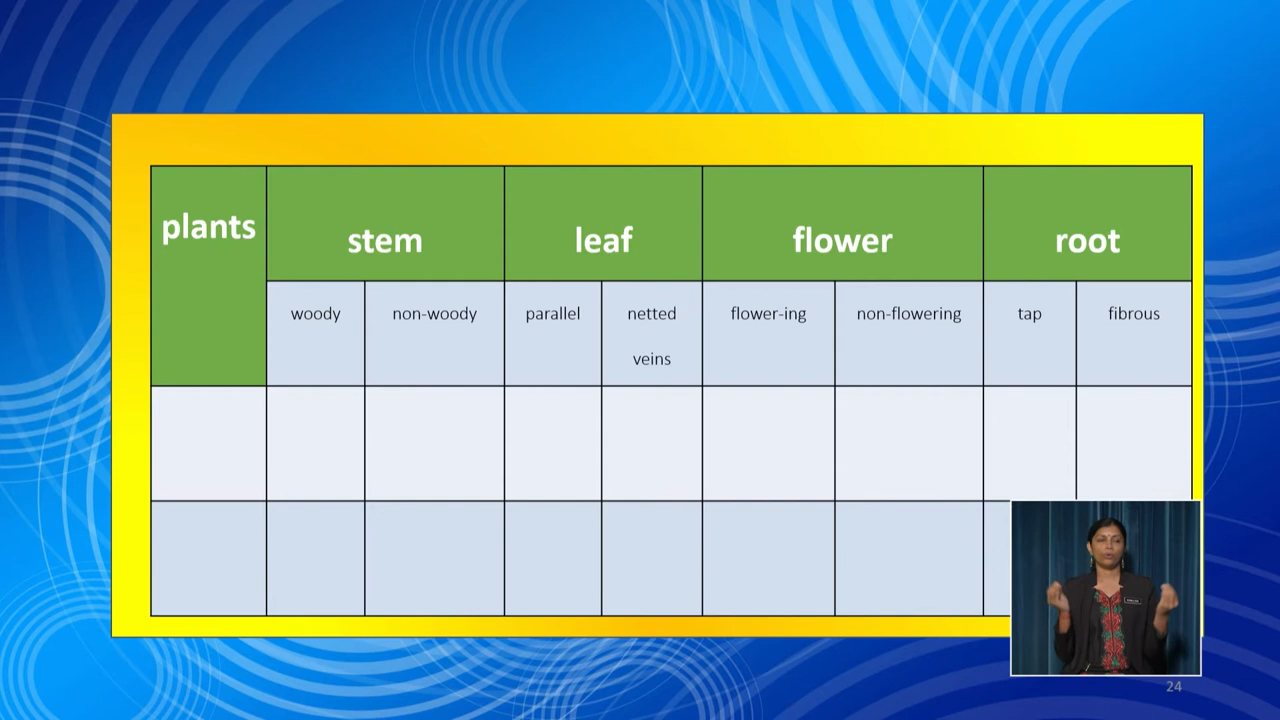 plants stem leaf flower root
woody non-woody parallel netted flower-ing non-flowering tap fibrous
veins
24